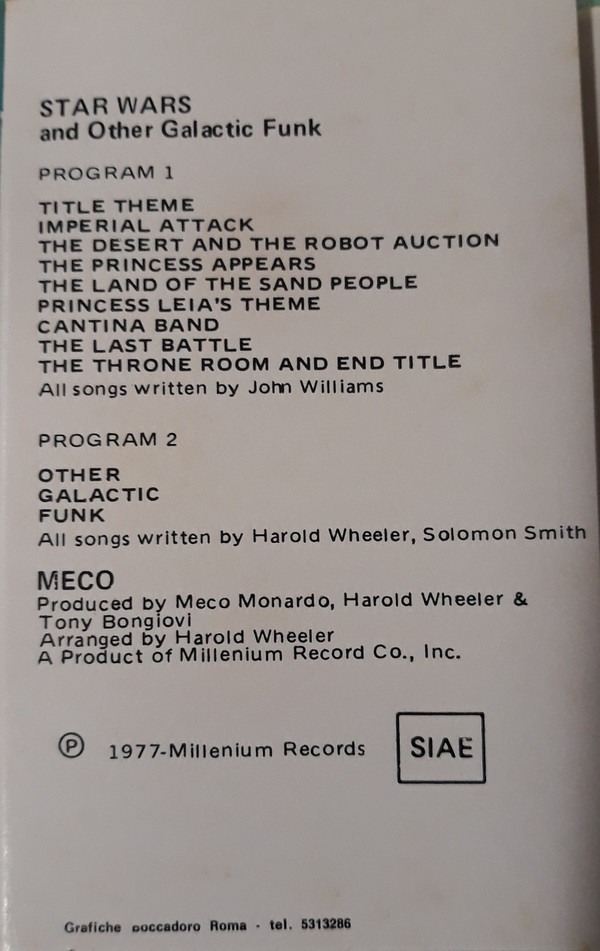 STAR WARS
and Other Galactic Funk
PROGRAM 1
TITLE THEME
IMPERIAL ATTACK
THE DESERT AND THE ROBOT AUCTION
THE PRINCESS APPEARS
THE LAND OF THE SAND PEOPLE
PRINCESS LEIA'S THEME
CANTINA BAND
THE LAST BATTLE
THE THRONE ROOM AND END TITLE
All songs written by John Williams
PROGRAM 2
OTHER
GALACTIC
FUNK
All songs written by Harold Wheeler, Solomon Smith
MECO
Produced by Meco Monardo, Harold Wheeler &
Tony Bongiovi
Arranged by Harold Wheeler
A Product of Millenium Record Co., Inc.
Ⓟ 1977-Millenium Records
SIAE
Grafiche Roma - tel. 5313286